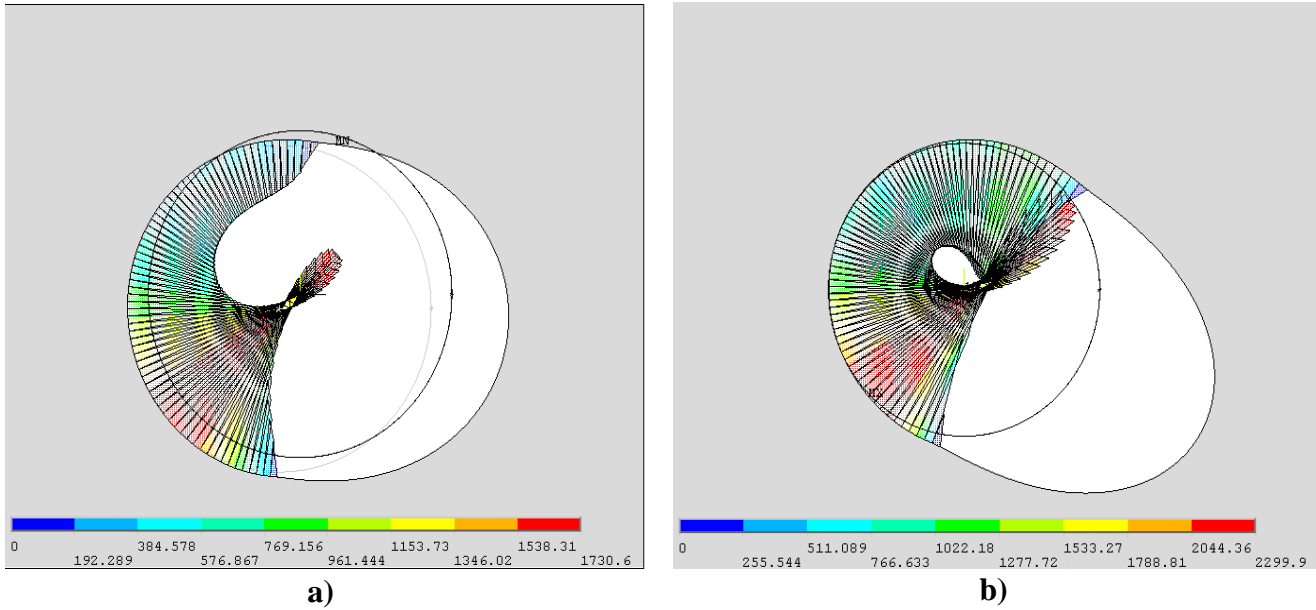 MN
MX
0 384.578 769.156 1153.73 1538.31
192.289 576.867 961.444 1346.02 1730.6
0 511.089 1022.18 1533.27 2044.36
255.544 766.633 1277.72 1788.81 2299.9
a)
b)